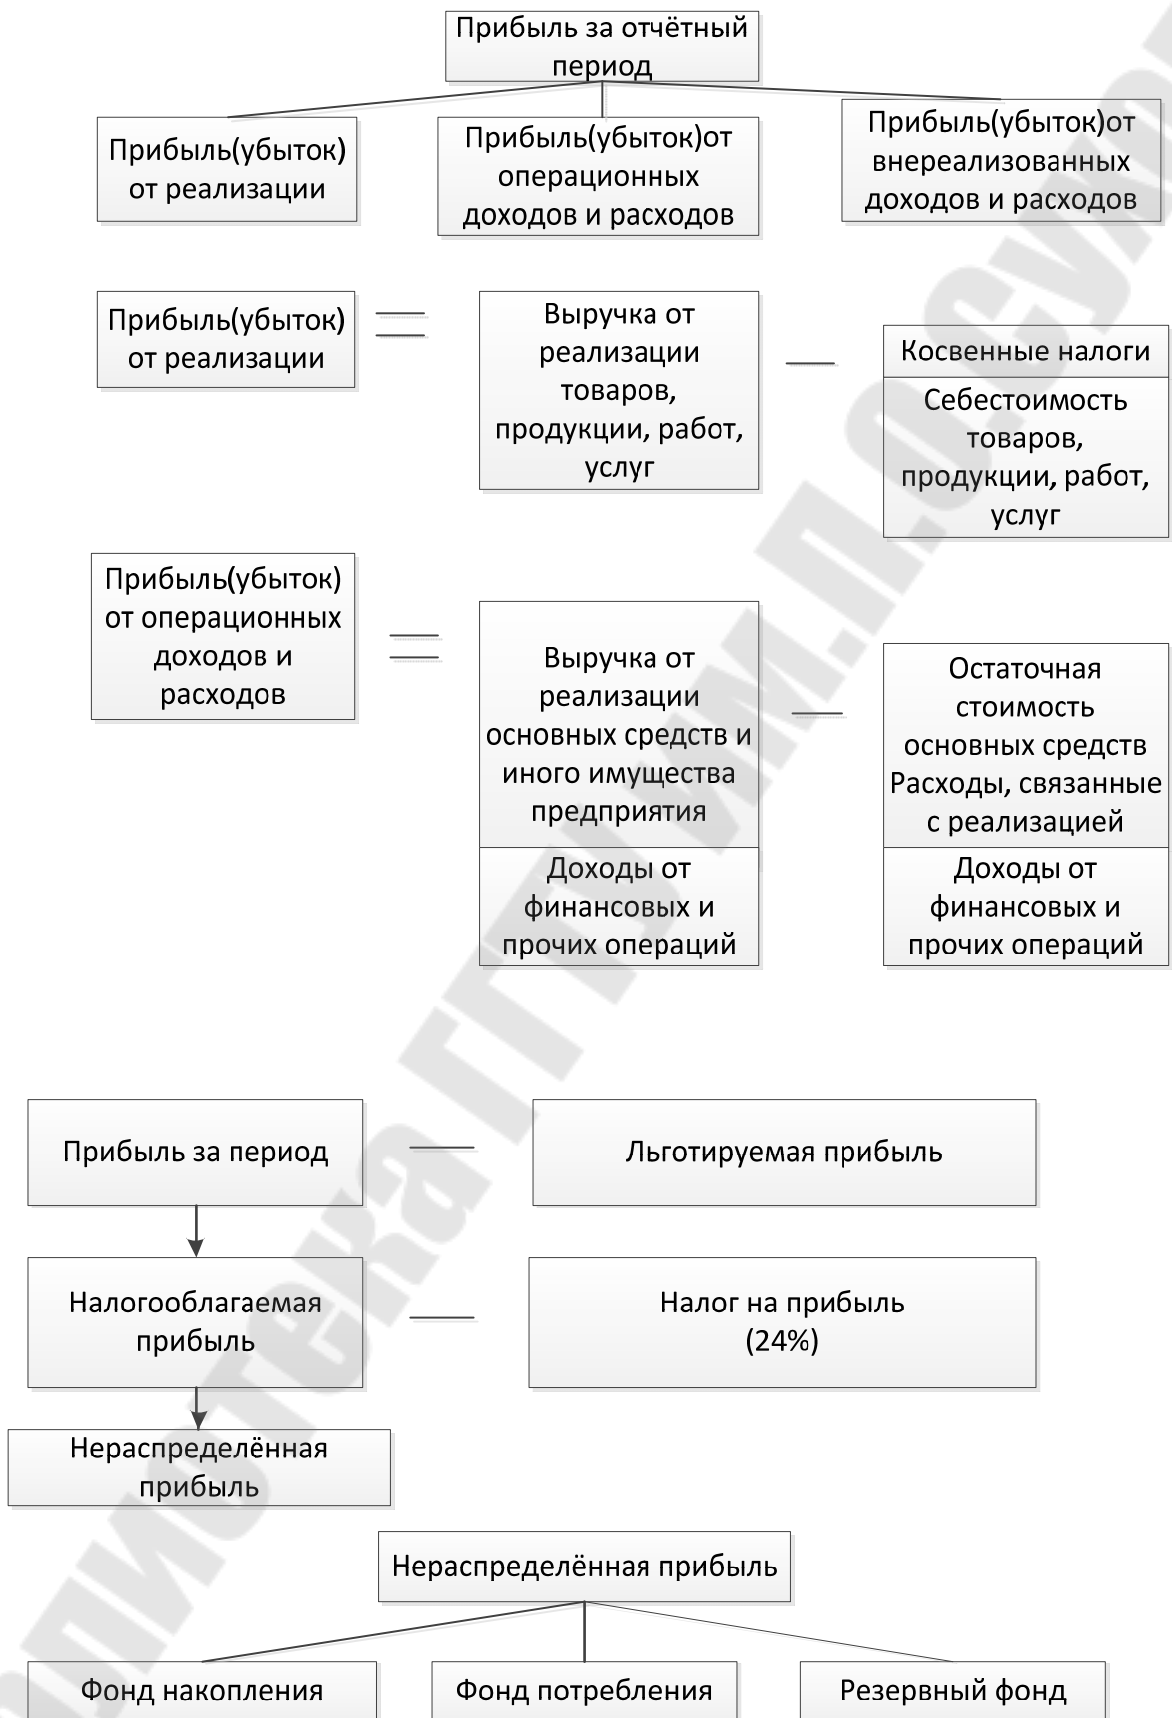 Прибыль за отчётный
период
Прибыль(убыток)
от реализации
Прибыль(убыток)от
операционных
доходов и расходов
Прибыль(убыток)от
внереализованных
доходов и расходов
Прибыль(убыток)
от реализации
Выручка от
реализации
товаров,
продукции, работ,
услуг
Косвенные налоги
Себестоимость
товаров,
продукции, работ,
услуг
Прибыль(убыток)
от операционных
доходов и
расходов
Выручка от
реализации
основных средств и
иного имущества
предприятия
Доходы от
финансовых и
прочих операций
Остаточная
стоимость
основных средств
Расходы, связанные
с реализацией
Доходы от
финансовых и
прочих операций
Прибыль за период
Льготируемая прибыль
Налогооблагаемая
прибыль
Налог на прибыль
(24%)
Нераспределённая
прибыль
Нераспределённая прибыль
Фонд накопления
Фонд потребления
Резервный фонд
ГГТУ им.П.О.